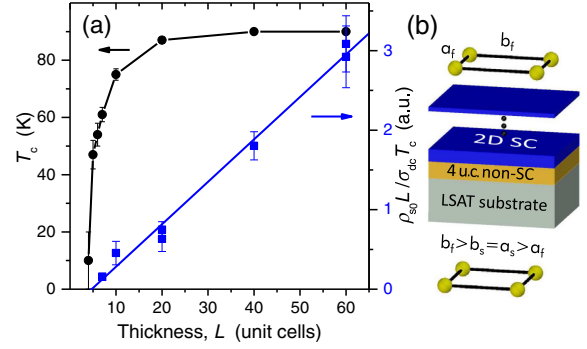 (a)
80
60
40
20
0
T_c (K)
0
10
20
30
40
50
60
Thickness, L (unit cells)
3
2
1
0
ρ_s0 L/σ_dc T_c (a.u.)
(b)
a_f
b_f
2D SC
4 u.c. non-SC
LSAT substrate
b_f>b_s=a_s>a_f